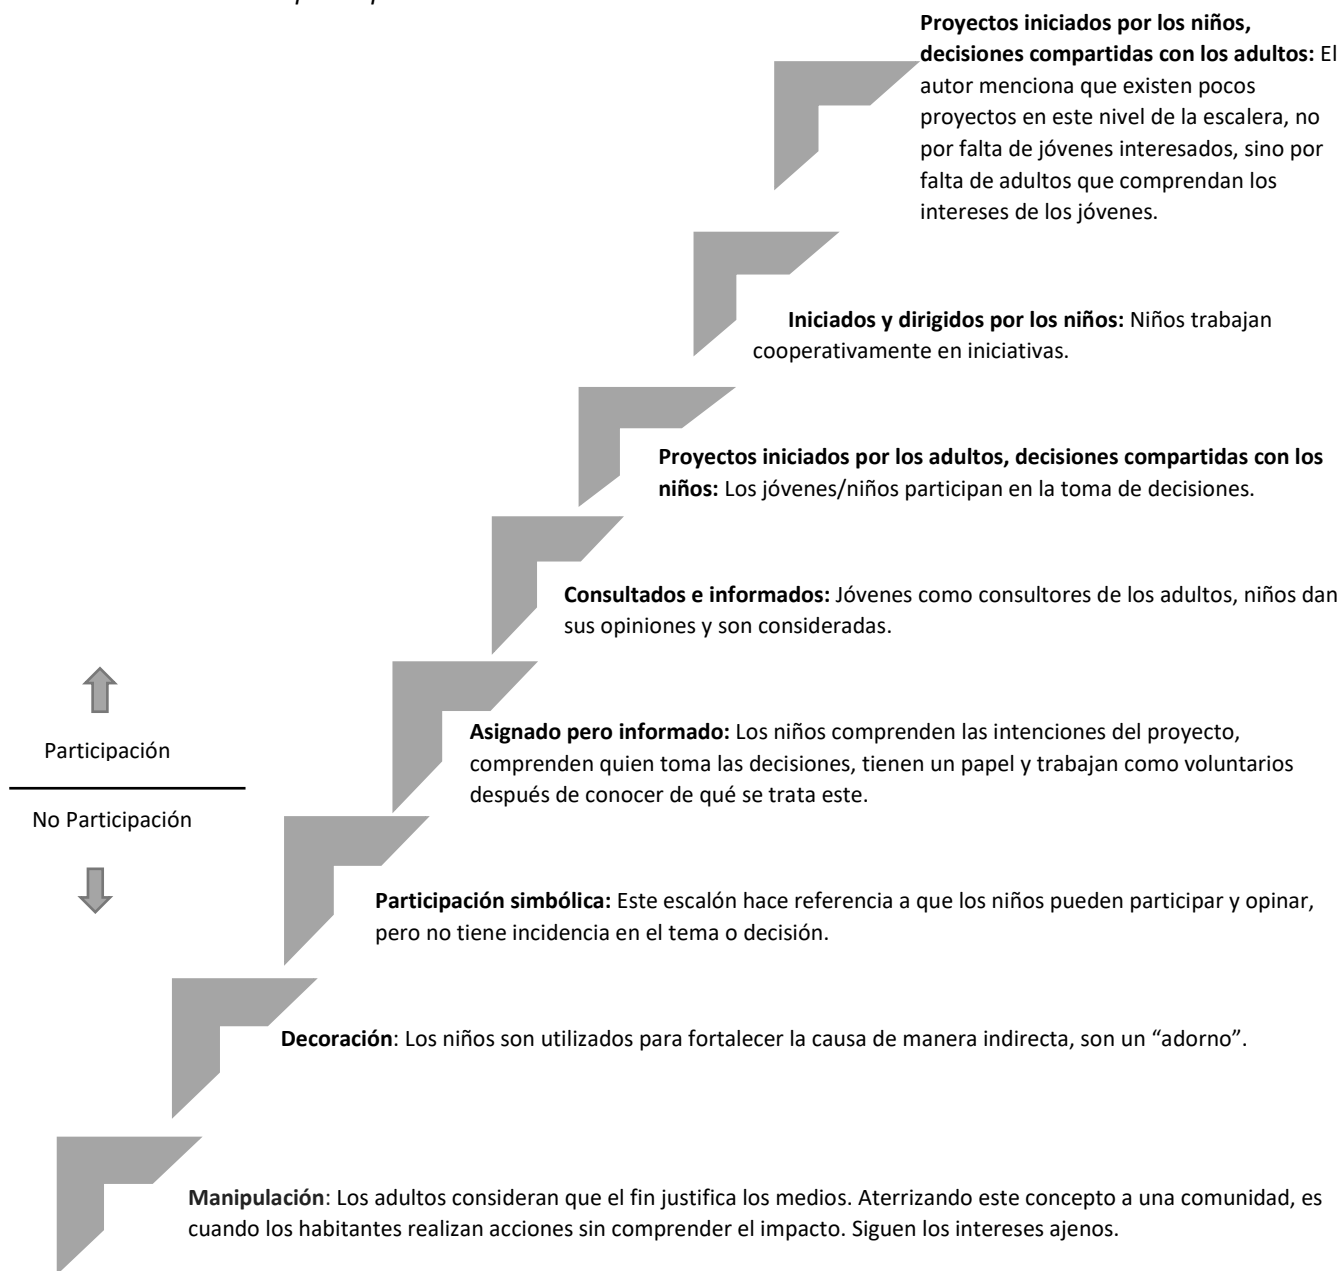 Proyectos iniciados por los niños,
decisiones compartidas con los adultos: El
autor menciona que existen pocos
proyectos en este nivel de la escalera, no
por falta de jóvenes interesados, sino por
falta de adultos que comprendan los
intereses de los jóvenes.
Iniciados y dirigidos por los niños: Niños trabajan
cooperativamente en iniciativas.
Proyectos iniciados por los adultos, decisiones compartidas con los
niños: Los jóvenes/niños participan en la toma de decisiones.
Consultados e informados: Jóvenes como consultores de los adultos, niños dan
sus opiniones y son consideradas.
Participación
No Participación
Asignado pero informado: Los niños comprenden las intenciones del proyecto,
comprenden quien toma las decisiones, tienen un papel y trabajan como voluntarios
después de conocer de qué se trata este.
Participación simbólica: Este escalón hace referencia a que los niños pueden participar y opinar,
pero no tiene incidencia en el tema o decisión.
Decoración: Los niños son utilizados para fortalecer la causa de manera indirecta, son un “adorno”.
Manipulación: Los adultos consideran que el fin justifica los medios. Aterrizando este concepto a una comunidad, es
cuando los habitantes realizan acciones sin comprender el impacto. Siguen los intereses ajenos.